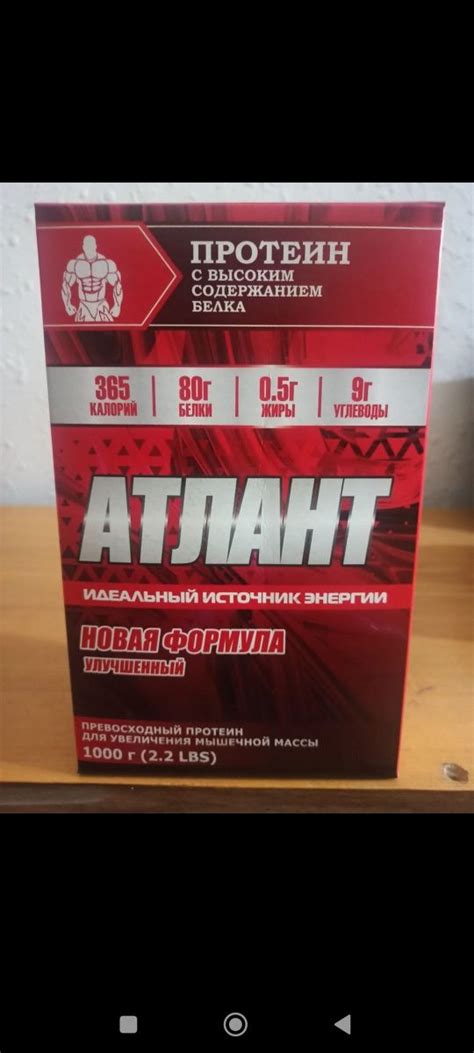 ПРОТЕИН
С ВЫСОКИМ
СОДЕРЖАНИЕМ
БЕЛКА
365 80г 0.5г 9г
КАЛОРИЙ БЕЛКИ ЖИРЫ УГЛЕВОДЫ
АТЛАНТ
ИДЕАЛЬНЫЙ ИСТОЧНИК ЭНЕРГИИ
НОВАЯ ФОРМУЛА
УЛУЧШЕННЫЙ
ПРЕВОСХОДНЫЙ ПРОТЕИН
ДЛЯ УВЕЛИЧЕНИЯ МЫШЕЧНОЙ МАССЫ
1000 г (2.2 LBS)